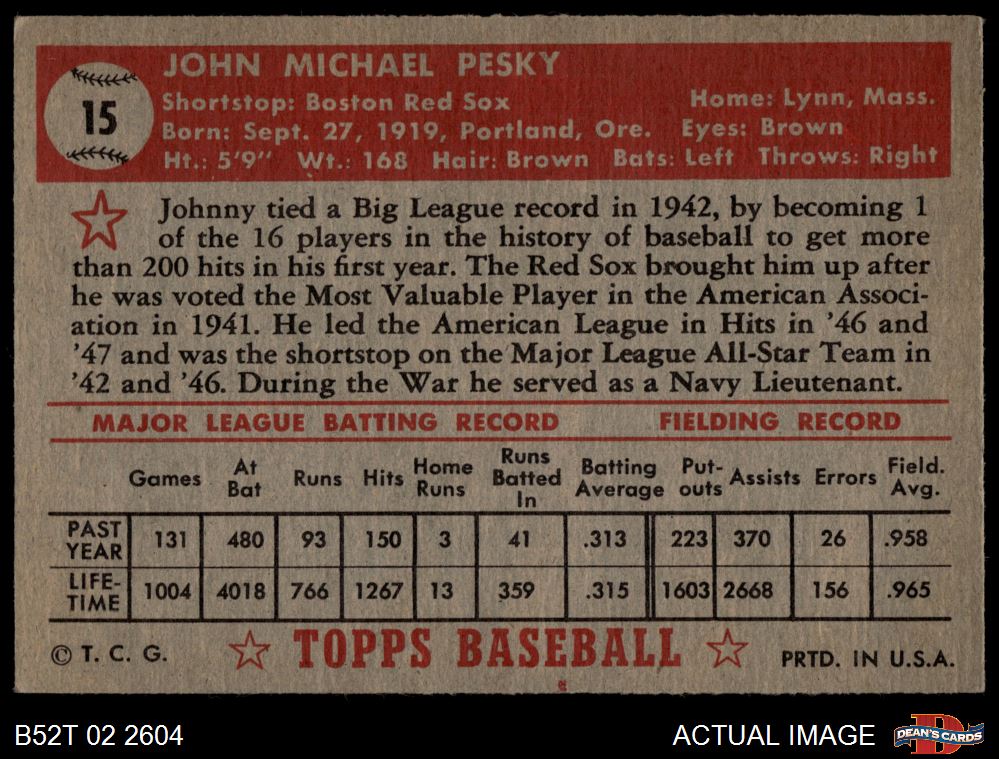 JOHN MICHAEL PESKY
15
Shortstop: Boston Red Sox Home: Lynn, Mass.
Born: Sept. 27, 1919, Portland, Ore. Eyes: Brown
Ht.: 5'9" Wt.: 168 Hair: Brown Bats: Left Throws: Right
Johnny tied a Big League record in 1942, by becoming 1
of the 16 players in the history of baseball to get more
than 200 hits in his first year. The Red Sox brought him up after
he was voted the Most Valuable Player in the American Associ-
ation in 1941. He led the American League in Hits in '46 and
'47 and was the shortstop on the Major League All-Star Team in
'42 and '46. During the War he served as a Navy Lieutenant.
MAJOR LEAGUE BATTING RECORD FIELDING RECORD
Games At Bat Runs Hits Home Runs Runs Batted In Batting Average Put-outs Assists Errors Field. Avg.
PAST YEAR 131 480 93 150 3 41 .313 223 370 26 .958
LIFE-TIME 1004 4018 766 1267 13 359 .315 1603 2668 156 .965
© T. C. G. TOPPS BASEBALL PRTD. IN U.S.A.
B52T 02 2604 ACTUAL IMAGE DEAN'S CARDS